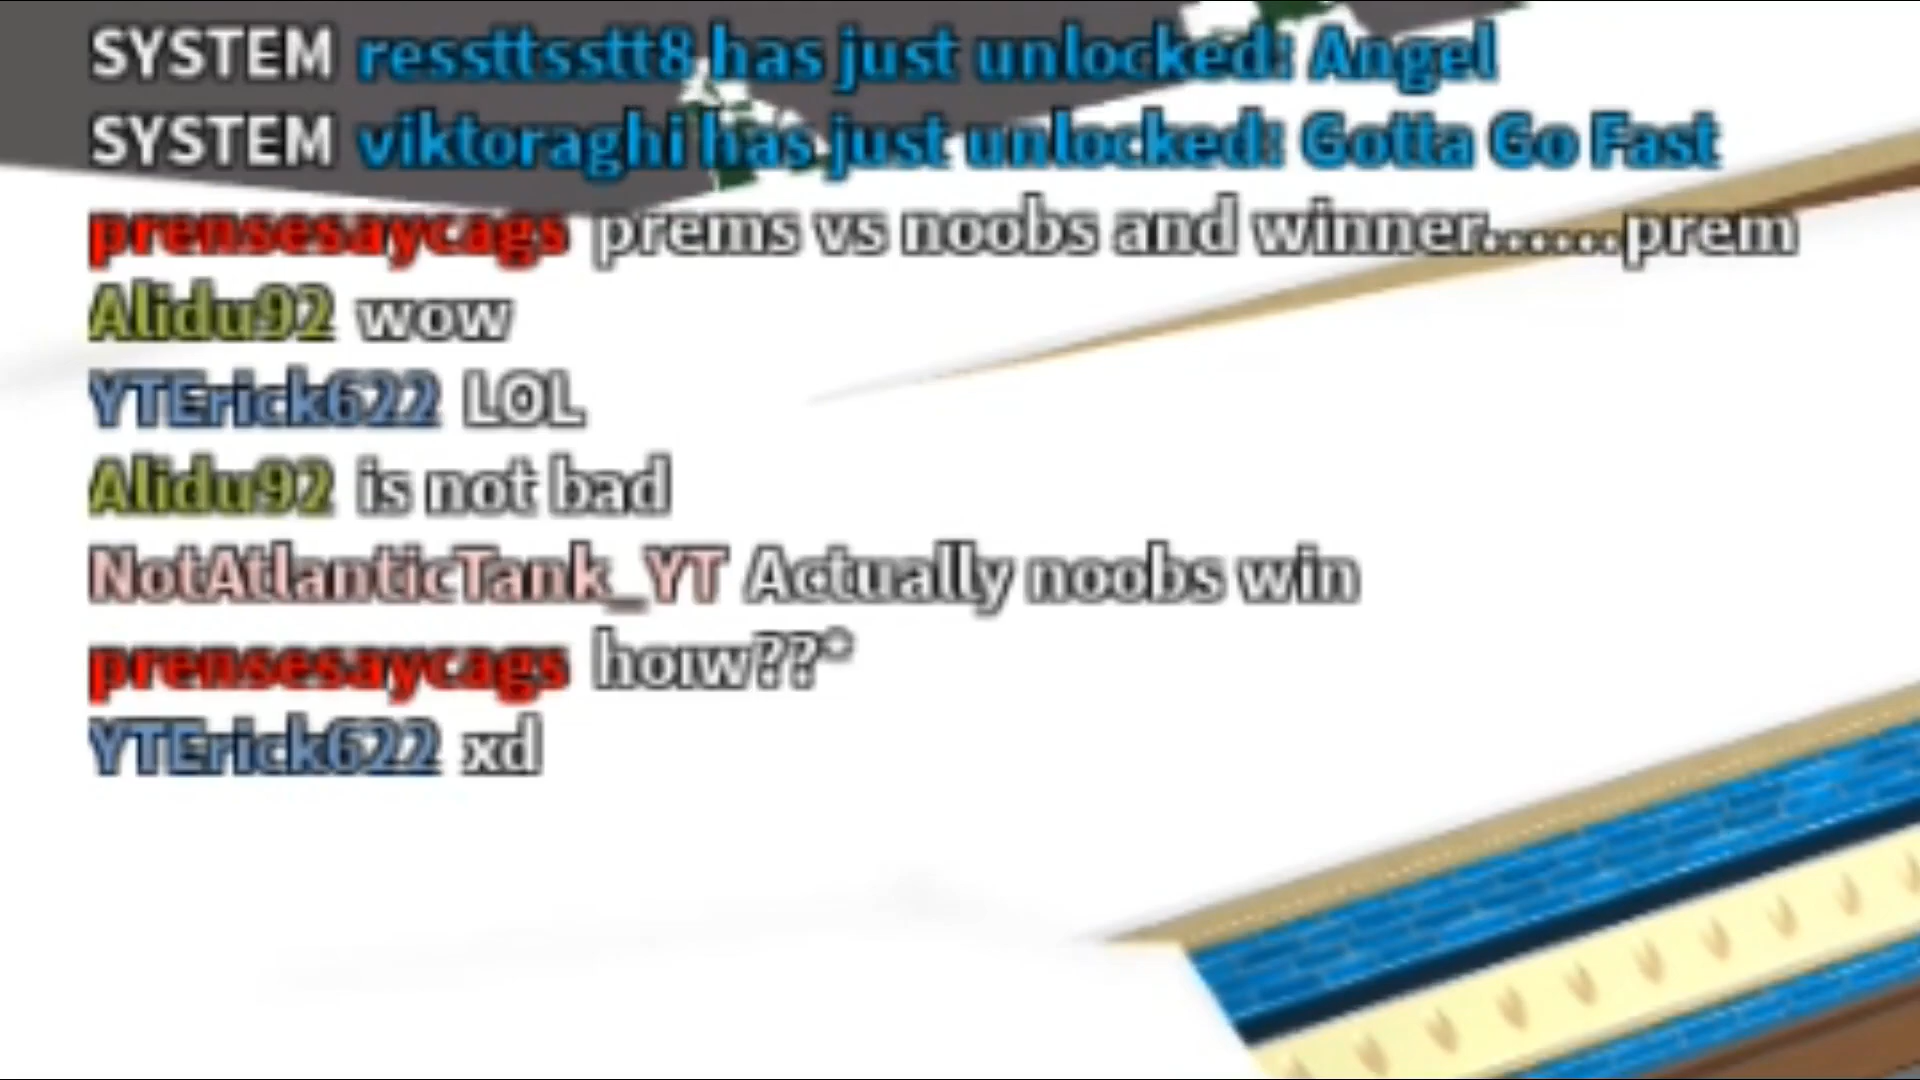 SYSTEM ressttsstt8 has just unlocked: Angel
SYSTEM viktoraghi has just unlocked: Gotta Go Fast
prensesaycags prems vs noobs and winner......prem
Alidu92 wow
YTErick622 LOL
Alidu92 is not bad
NotAtlanticTank_YT Actually noobs win
prensesaycags hoıw??*
YTErick622 xd